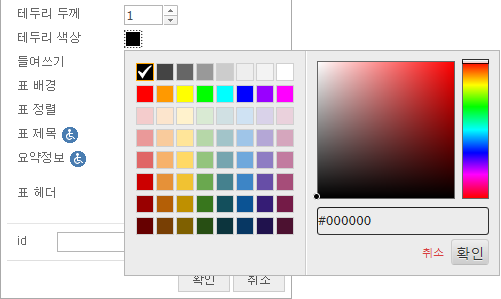 테두리 두께 1
테두리 색상
들여쓰기
표 배경
표 정렬
표 제목
요약정보
표 헤더
#000000
취소 확인
id
확인 취소